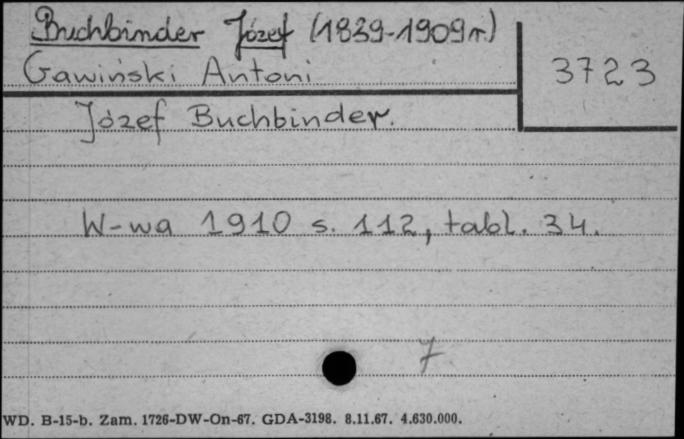 Buchbinder Józef (1839-1909r.)
Gawiński Antoni
3723
Józef Buchbinder.
W-wa 1910 s. 112, tabl. 34.
7
WD. B-15-b. Zam. 1726-DW-On-67. GDA-3198. 8.11.67. 4.630.000.